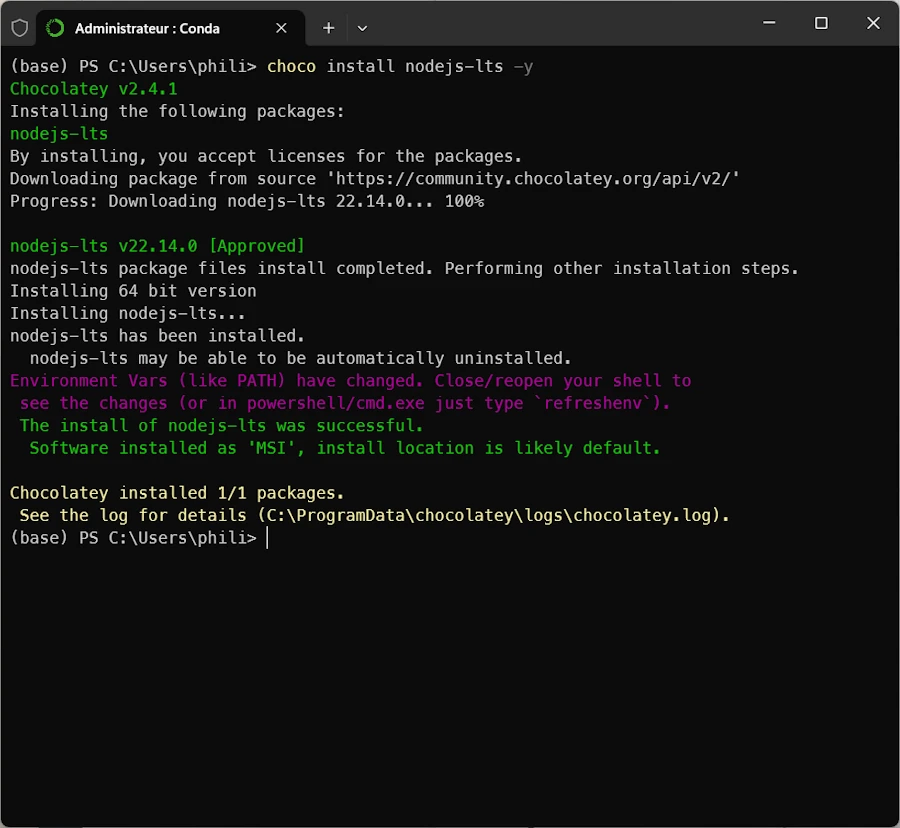 Administrateur : Conda
(base) PS C:\Users\phili> choco install nodejs-lts -y
Chocolatey v2.4.1
Installing the following packages:
nodejs-lts
By installing, you accept licenses for the packages.
Downloading package from source 'https://community.chocolatey.org/api/v2/'
Progress: Downloading nodejs-lts 22.14.0... 100%

nodejs-lts v22.14.0 [Approved]
nodejs-lts package files install completed. Performing other installation steps.
Installing 64 bit version
Installing nodejs-lts...
nodejs-lts has been installed.
  nodejs-lts may be able to be automatically uninstalled.
Environment Vars (like PATH) have changed. Close/reopen your shell to
 see the changes (or in powershell/cmd.exe just type `refreshenv`).
 The install of nodejs-lts was successful.
  Software installed as 'MSI', install location is likely default.

Chocolatey installed 1/1 packages.
 See the log for details (C:\ProgramData\chocolatey\logs\chocolatey.log).
(base) PS C:\Users\phili>